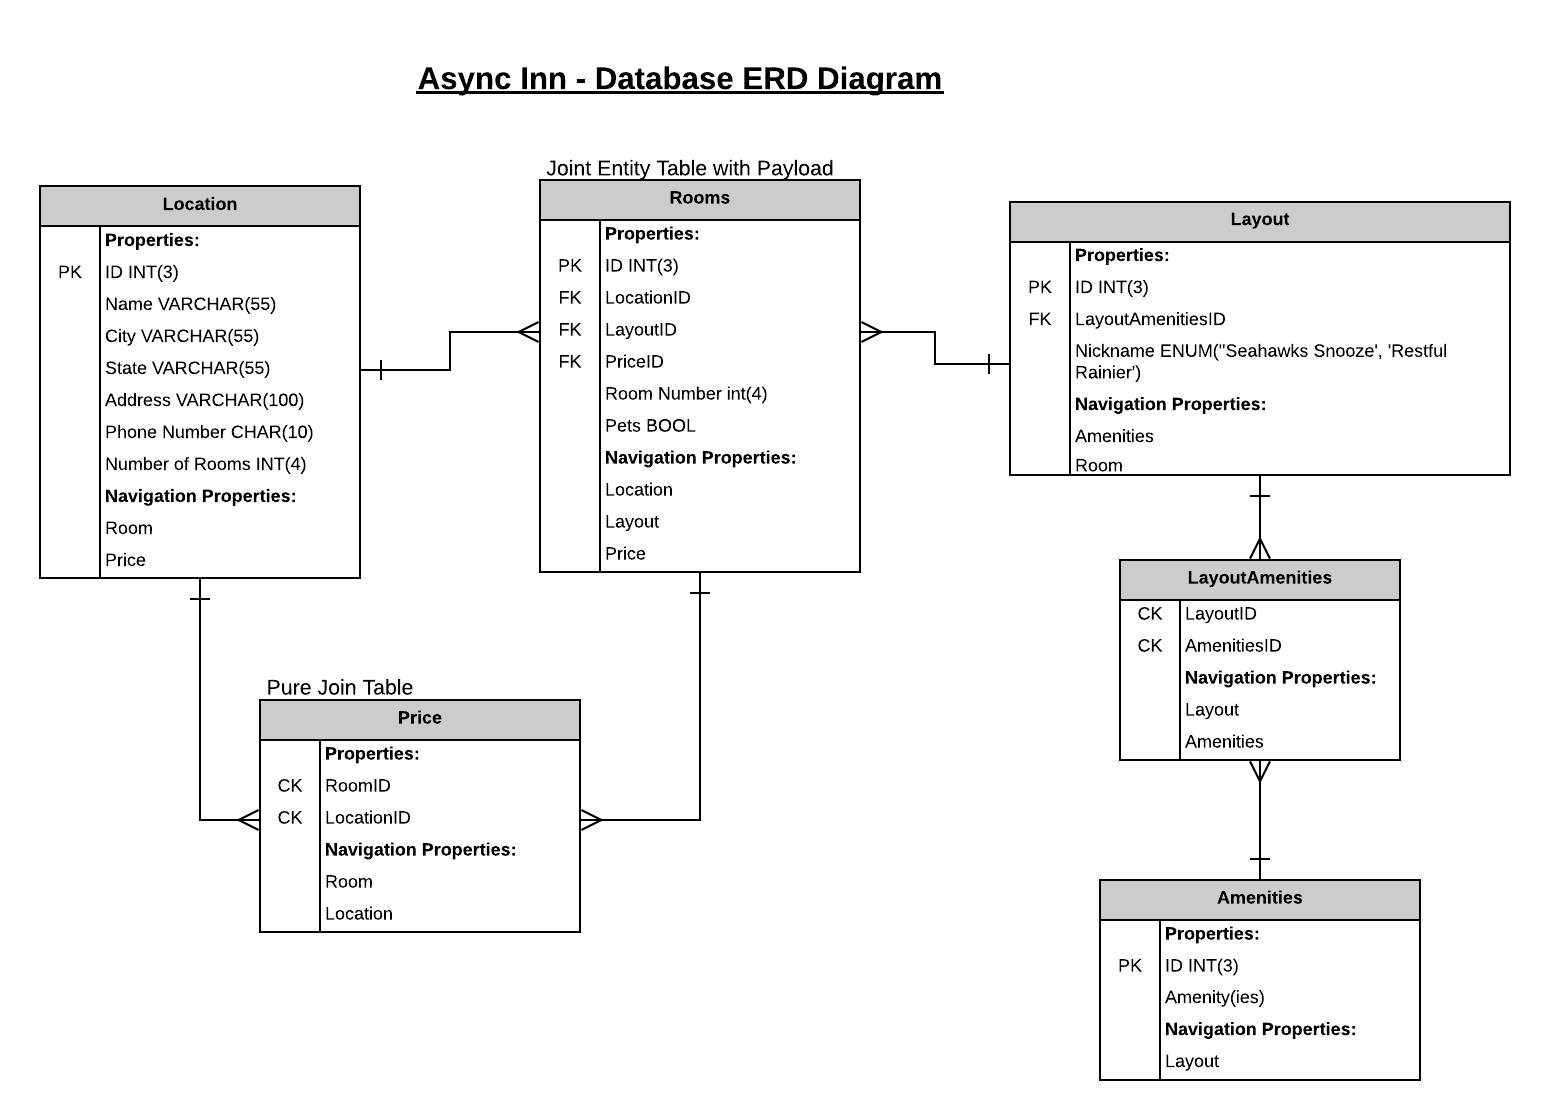 Async Inn - Database ERD Diagram
Location
Properties:
PK ID INT(3)
Name VARCHAR(55)
City VARCHAR(55)
State VARCHAR(55)
Address VARCHAR(100)
Phone Number CHAR(10)
Number of Rooms INT(4)
Navigation Properties:
Room
Price
Joint Entity Table with Payload
Rooms
Properties:
PK ID INT(3)
FK LocationID
FK LayoutID
FK PriceID
Room Number int(4)
Pets BOOL
Navigation Properties:
Location
Layout
Price
Layout
Properties:
PK ID INT(3)
FK LayoutAmenitiesID
Nickname ENUM("Seahawks Snooze', 'Restful
Rainier')
Navigation Properties:
Amenities
Room
LayoutAmenities
CK LayoutID
CK AmenitiesID
Navigation Properties:
Layout
Amenities
Pure Join Table
Price
Properties:
CK RoomID
CK LocationID
Navigation Properties:
Room
Location
Amenities
Properties:
PK ID INT(3)
Amenity(ies)
Navigation Properties:
Layout